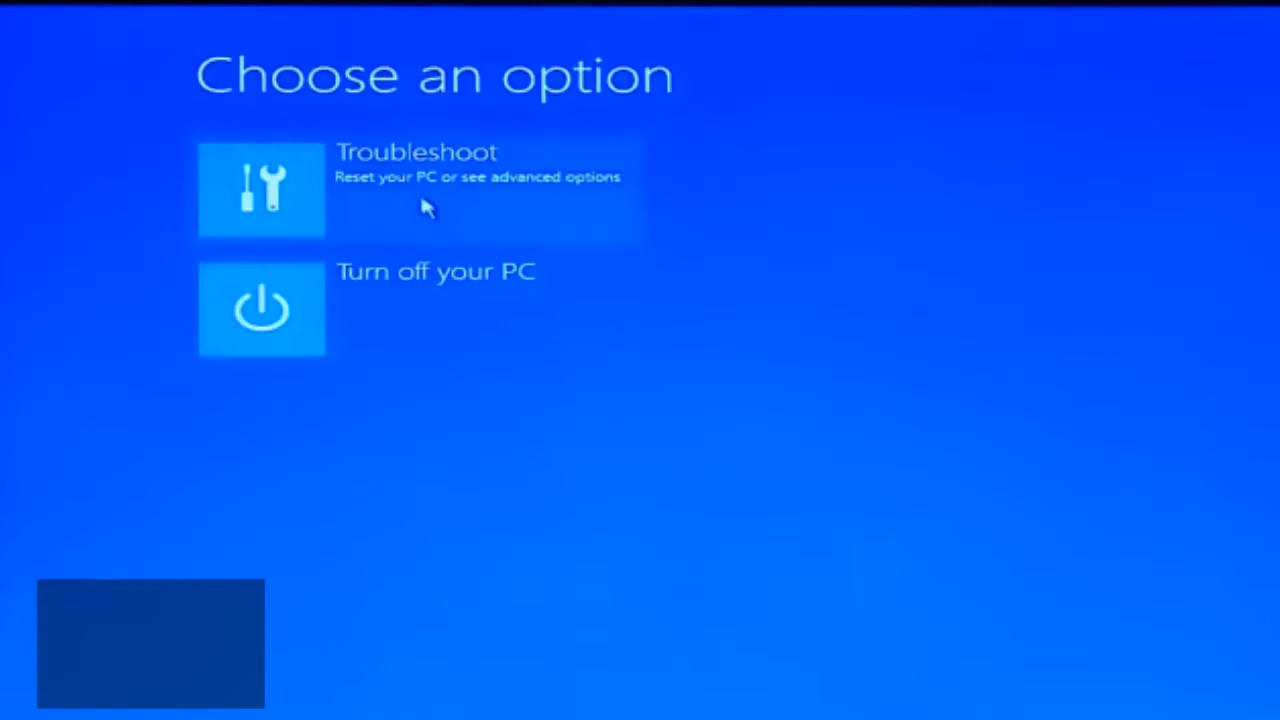 Choose an option
Troubleshoot
Reset your PC or see advanced options
Turn off your PC